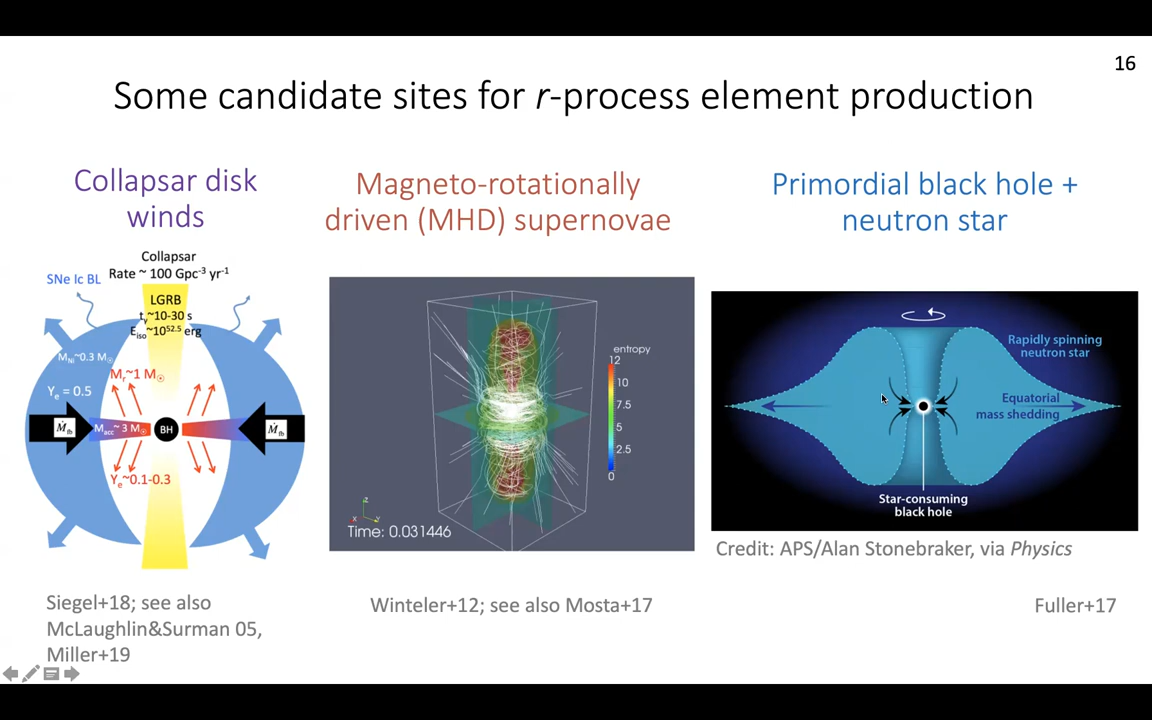 16
Some candidate sites for r-process element production
Collapsar disk
winds
Collapsar
Rate ~ 100 Gpc⁻³ yr⁻¹
SNe Ic BL
LGRB
tγ~10-30 s
E_iso~10^52.5 erg
M_Ni~0.3 M☉
M_r~1 M☉
Y_e = 0.5
Ṁ_fb
M_acc~ 3 M☉
BH
Ṁ_fb
Y_e~0.1-0.3
Siegel+18; see also
McLaughlin&Surman 05,
Miller+19
Magneto-rotationally
driven (MHD) supernovae
entropy
12
10
7.5
5
2.5
0
z
x
y
Time: 0.031446
Winteler+12; see also Mosta+17
Primordial black hole +
neutron star
Rapidly spinning
neutron star
Equatorial
mass shedding
Star-consuming
black hole
Credit: APS/Alan Stonebraker, via Physics
Fuller+17